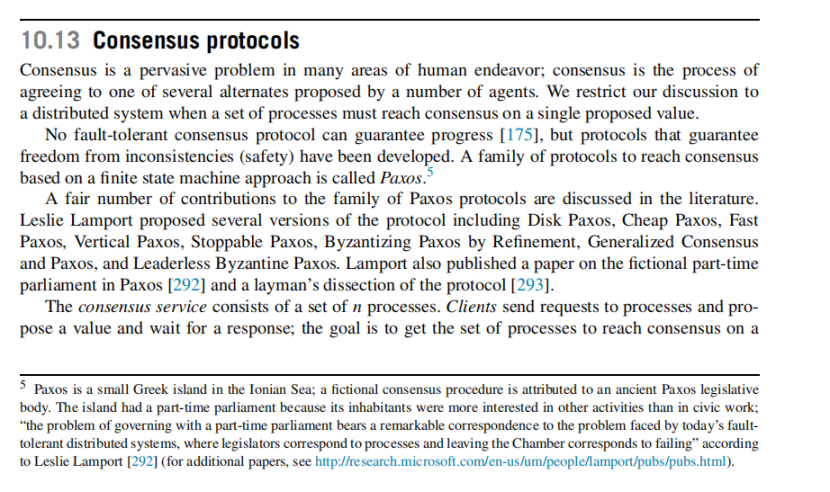 10.13 Consensus protocols
Consensus is a pervasive problem in many areas of human endeavor; consensus is the process of
agreeing to one of several alternates proposed by a number of agents. We restrict our discussion to
a distributed system when a set of processes must reach consensus on a single proposed value.
No fault-tolerant consensus protocol can guarantee progress [175], but protocols that guarantee
freedom from inconsistencies (safety) have been developed. A family of protocols to reach consensus
based on a finite state machine approach is called Paxos.5
A fair number of contributions to the family of Paxos protocols are discussed in the literature.
Leslie Lamport proposed several versions of the protocol including Disk Paxos, Cheap Paxos, Fast
Paxos, Vertical Paxos, Stoppable Paxos, Byzantizing Paxos by Refinement, Generalized Consensus
and Paxos, and Leaderless Byzantine Paxos. Lamport also published a paper on the fictional part-time
parliament in Paxos [292] and a layman's dissection of the protocol [293].
The consensus service consists of a set of n processes. Clients send requests to processes and pro-
pose a value and wait for a response; the goal is to get the set of processes to reach consensus on a
5 Paxos is a small Greek island in the Ionian Sea; a fictional consensus procedure is attributed to an ancient Paxos legislative
body. The island had a part-time parliament because its inhabitants were more interested in other activities than in civic work;
"the problem of governing with a part-time parliament bears a remarkable correspondence to the problem faced by today's fault-
tolerant distributed systems, where legislators correspond to processes and leaving the Chamber corresponds to failing" according
to Leslie Lamport [292] (for additional papers, see http://research.microsoft.com/en-us/um/people/lamport/pubs/pubs.html).